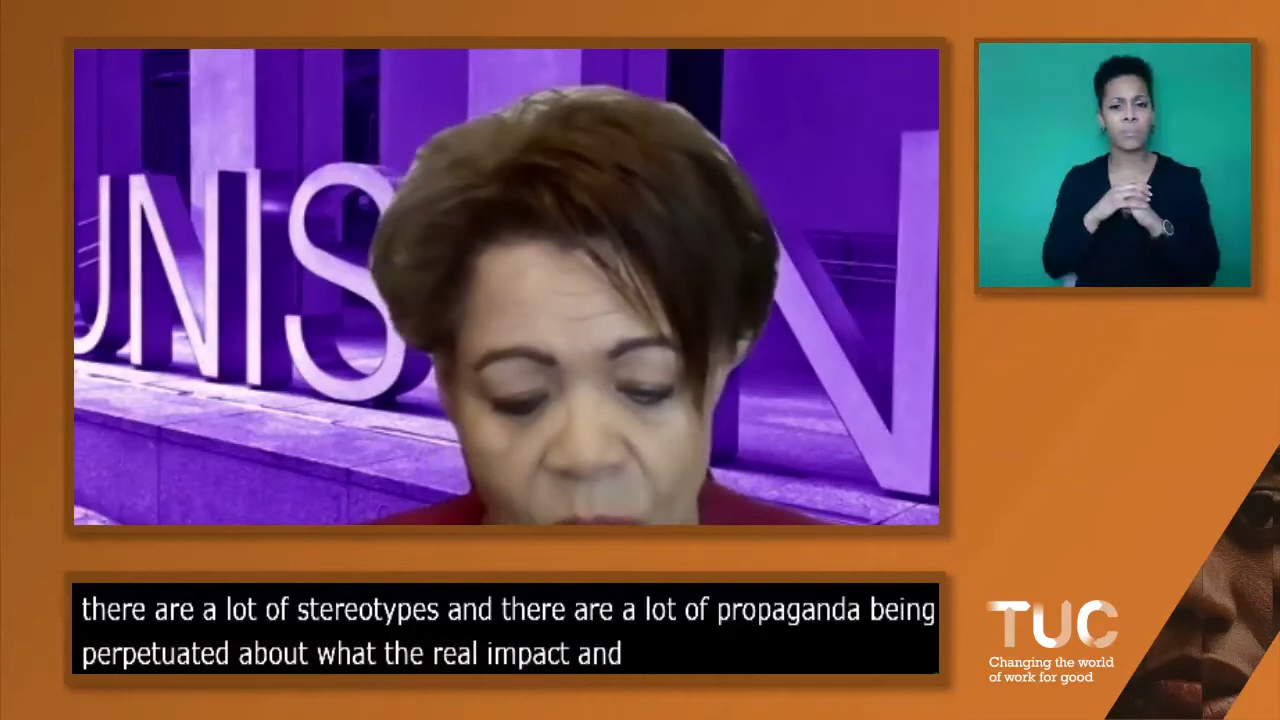 UNIS N
there are a lot of stereotypes and there are a lot of propaganda being
perpetuated about what the real impact and
TUC
Changing the world
of work for good